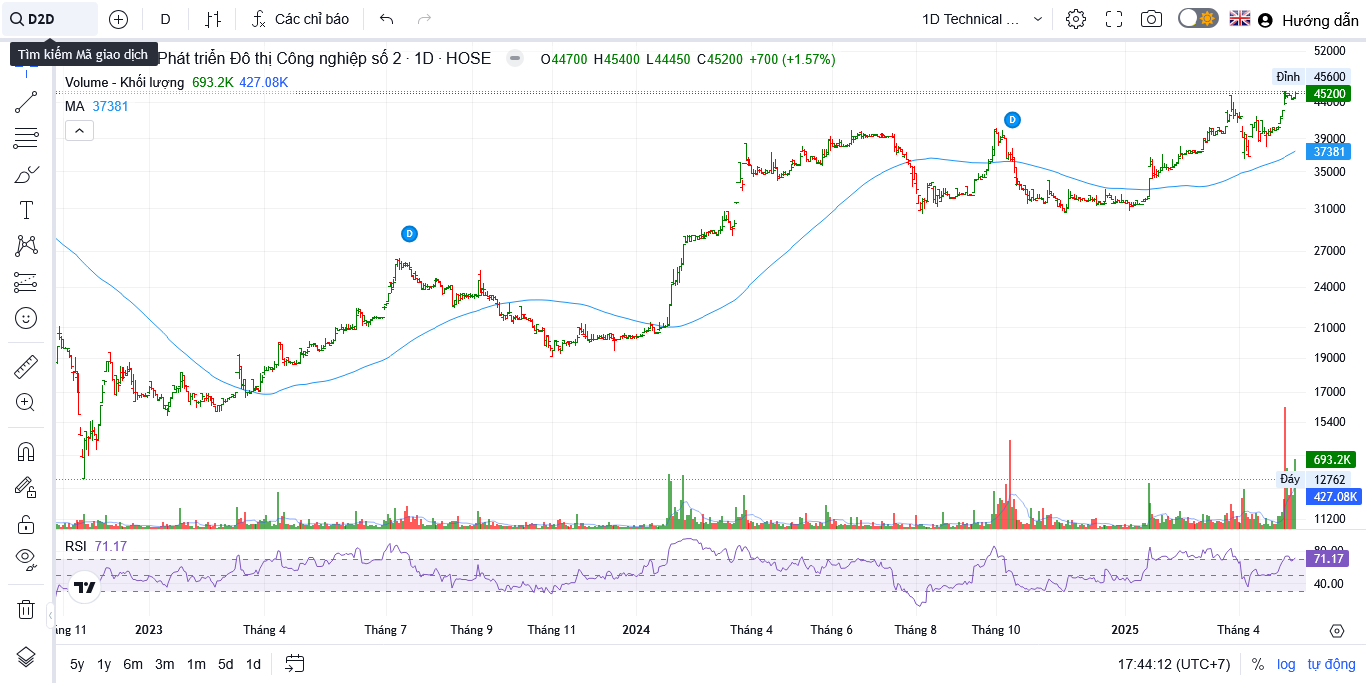 D2D
D
Các chỉ báo
1D Technical ...
Hướng dẫn
Tìm kiếm Mã giao dịch
Phát triển Đô thị Công nghiệp số 2 · 1D · HOSE
O44700 H45400 L44450 C45200 +700 (+1.57%)
Volume - Khối lượng 693.2K 427.08K
MA 37381
52000
Đỉnh 45600
45200
44000
39000
37381
35000
31000
27000
24000
21000
19000
17000
15400
693.2K
Đáy 12762
427.08K
11200
D
D
RSI 71.17
80.00
71.17
40.00
ng 11 2023 Tháng 4 Tháng 7 Tháng 9 Tháng 11 2024 Tháng 4 Tháng 6 Tháng 8 Tháng 10 2025 Tháng 4
5y 1y 6m 3m 1m 5d 1d
17:44:12 (UTC+7) % log tự động